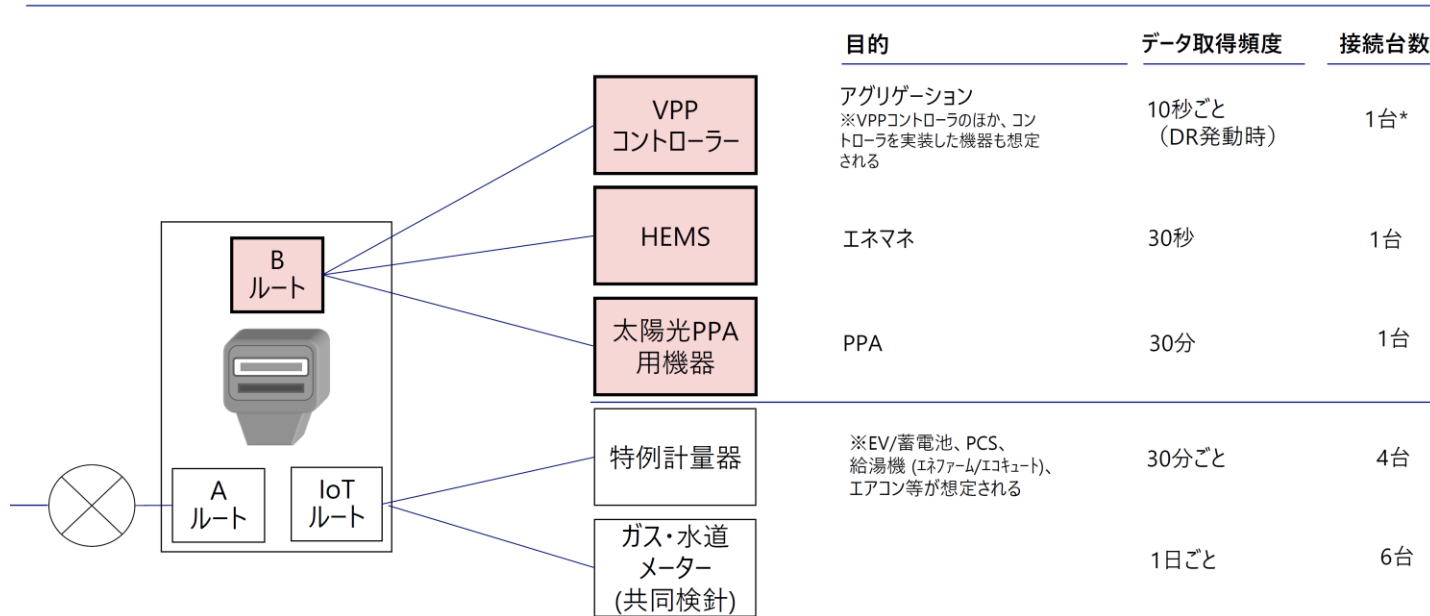 目的 データ取得頻度 接続台数
VPP
コントローラー
アグリゲーション
※VPPコントローラのほか、コン
トローラを実装した機器も想定
される
10秒ごと
（DR発動時）
1台*
HEMS
エネマネ
30秒
1台
太陽光PPA
用機器
PPA
30分
1台
B
ルート
特例計量器
※EV/蓄電池、PCS、
給湯機 (エネファーム/エコキュート)、
エアコン等が想定される
30分ごと
4台
A
ルート
IoT
ルート
ガス・水道
メーター
(共同検針)
1日ごと
6台